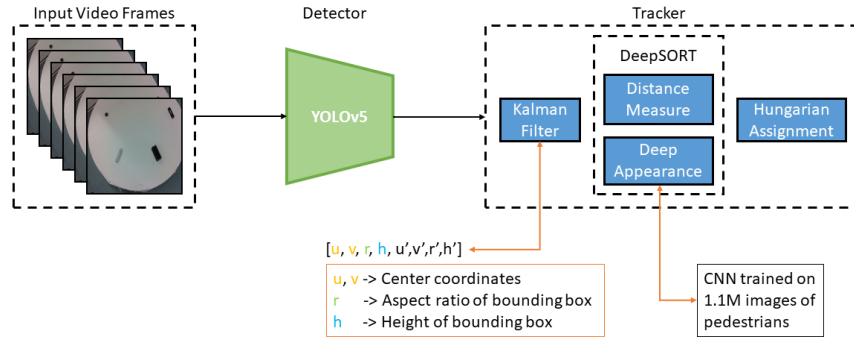 Input Video Frames
Detector
Tracker
YOLOv5
DeepSORT
Kalman
Filter
Distance
Measure
Deep
Appearance
Hungarian
Assignment
[u, v, r, h, u’,v’,r’,h’]
u, v -> Center coordinates
r -> Aspect ratio of bounding box
h -> Height of bounding box
CNN trained on
1.1M images of
pedestrians